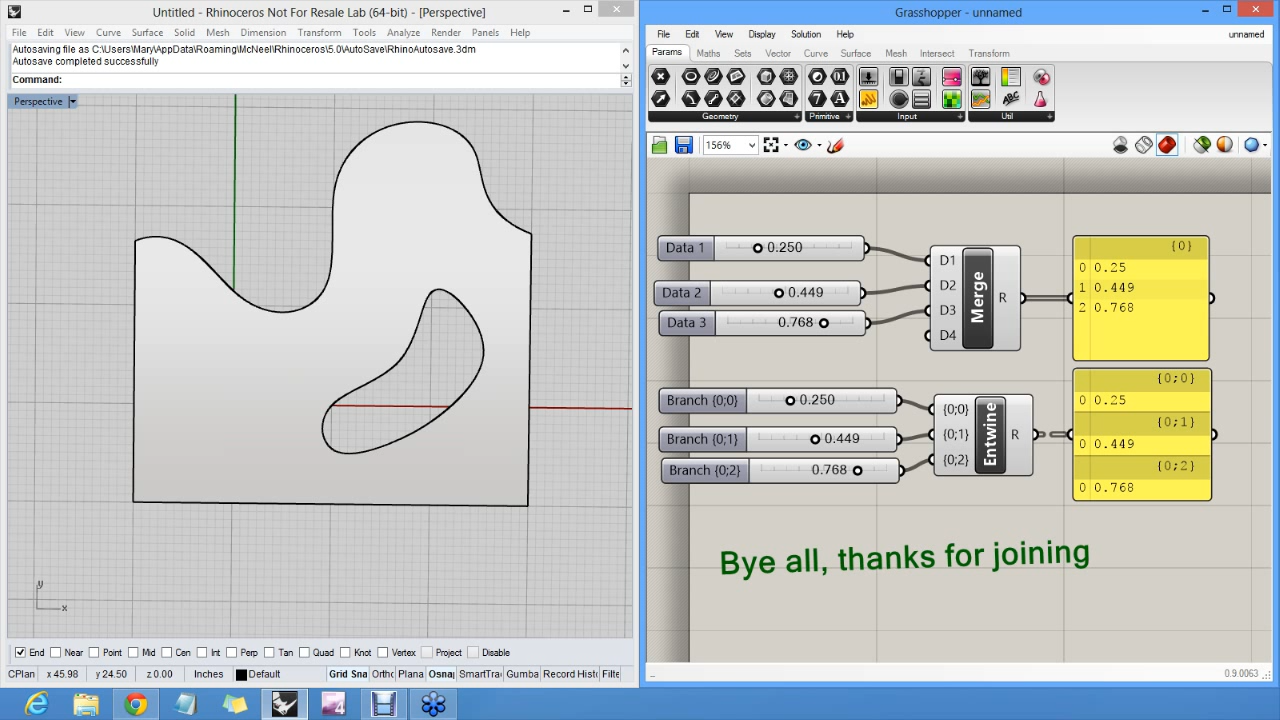 Untitled - Rhinoceros Not For Resale Lab (64-bit) - [Perspective]
File Edit View Curve Surface Solid Mesh Dimension Transform Tools Analyze Render Panels Help
Autosaving file as C:\Users\Mary\AppData\Roaming\McNeel\Rhinoceros\5.0\AutoSave\RhinoAutosave.3dm
Autosave completed successfully
Command:
Perspective
y
x
End Near Point Mid Cen Int Perp Tan Quad Knot Vertex Project Disable
CPlan x 45.98 y 24.50 z 0.00 Inches Default Grid Sna Ortho Plana Osna SmartTra Gumba Record Histo Filte
Grasshopper - unnamed
File Edit View Display Solution Help unnamed
Params Maths Sets Vector Curve Surface Mesh Intersect Transform
Geometry Primitive Input Util
156%
Data 1 0.250
Data 2 0.449
Data 3 0.768
D1
D2
D3
D4
Merge
R
{0}
0 0.25
1 0.449
2 0.768
Branch {0;0} 0.250
Branch {0;1} 0.449
Branch {0;2} 0.768
{0;0}
{0;1}
{0;2}
Entwine
R
{0;0}
0 0.25
{0;1}
0 0.449
{0;2}
0 0.768
Bye all, thanks for joining
0.9.0063